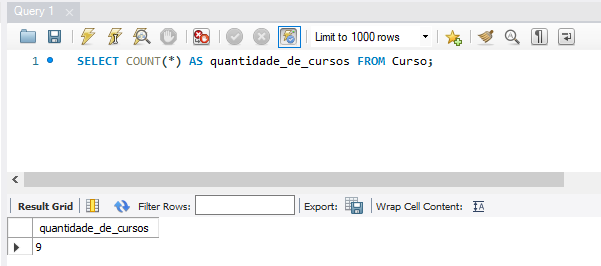 Query 1
Limit to 1000 rows
1 SELECT COUNT(*) AS quantidade_de_cursos FROM Curso;
Result Grid Filter Rows: Export: Wrap Cell Content:
quantidade_de_cursos
9